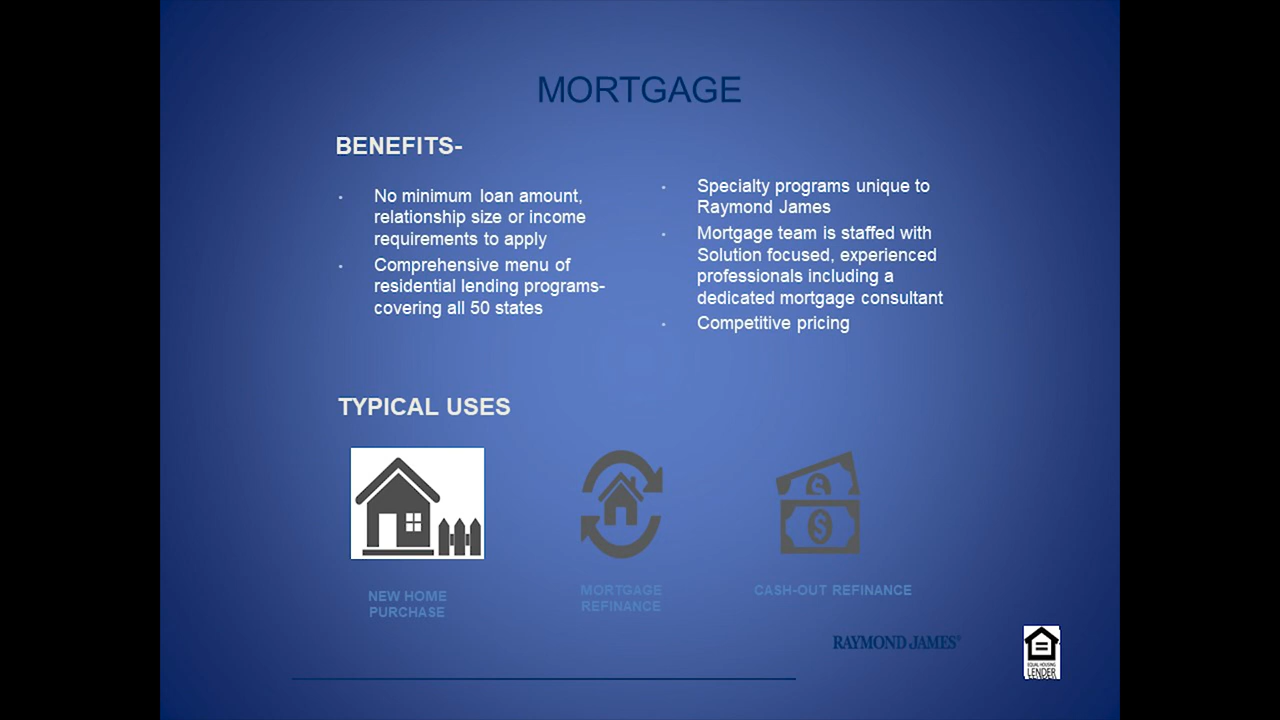 MORTGAGE
BENEFITS-
No minimum loan amount,
relationship size or income
requirements to apply
Comprehensive menu of
residential lending programs-
covering all 50 states
Specialty programs unique to
Raymond James
Mortgage team is staffed with
Solution focused, experienced
professionals including a
dedicated mortgage consultant
Competitive pricing
TYPICAL USES
NEW HOME
PURCHASE
MORTGAGE
REFINANCE
CASH-OUT REFINANCE
RAYMOND JAMES®
EQUAL HOUSING
LENDER